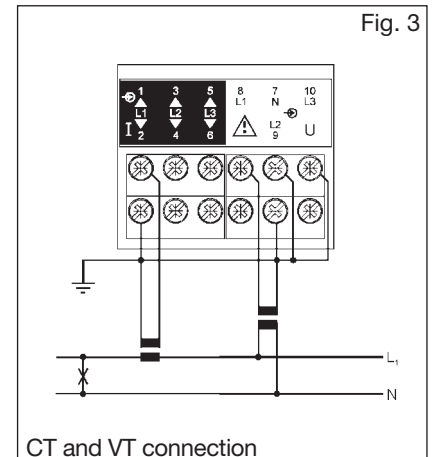 Fig. 3
1 3 5 8 7 10
L1 N L3
L1 L2 L3
I 2 4 6 L2 9 U
L1
N
CT and VT connection